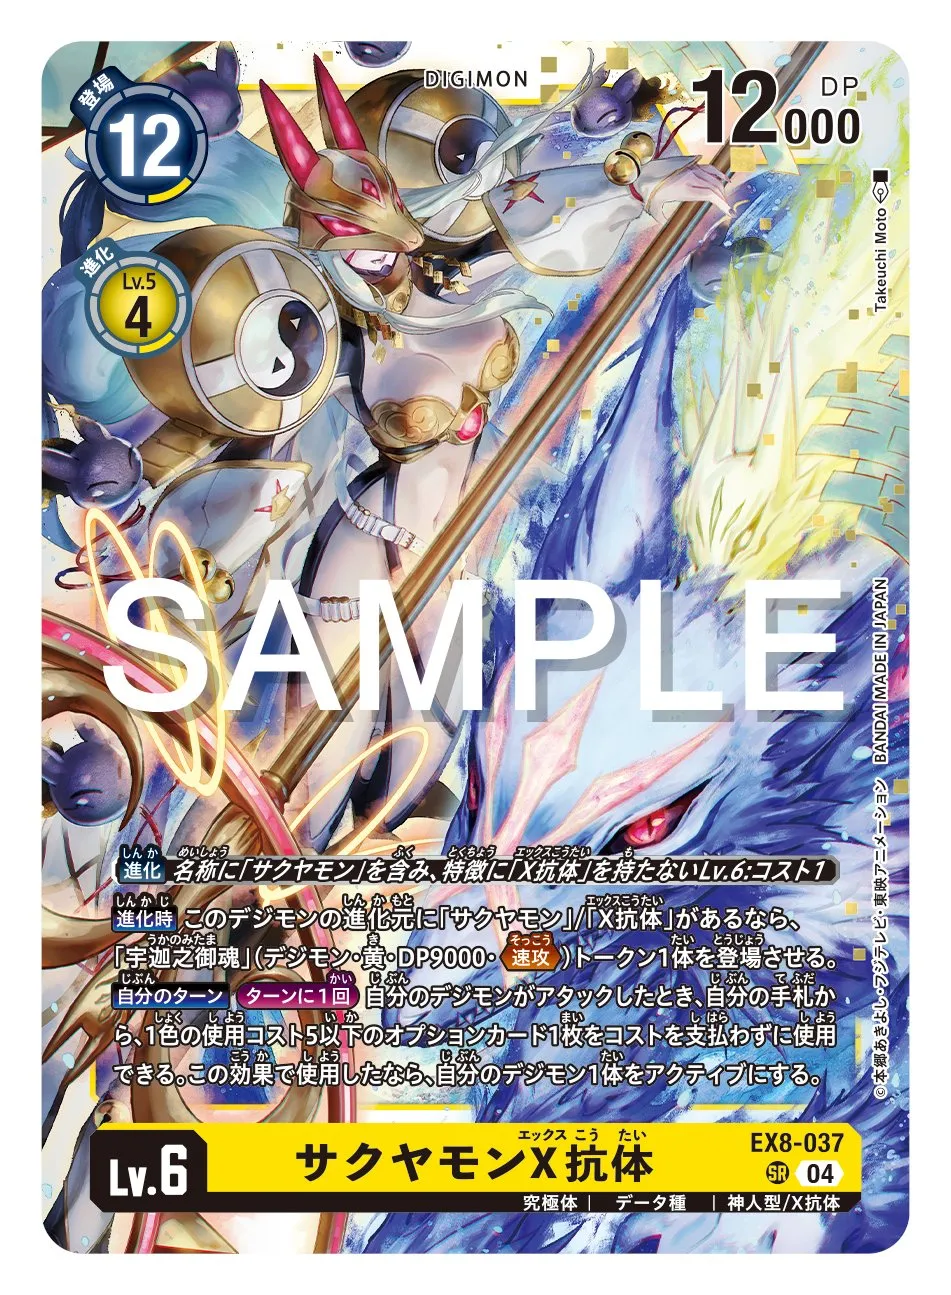 DIGIMON
登場
12
12000
DP
進化
Lv.5
4
Takeuchi Moto
SAMPLE
BANDAI MADE IN JAPAN
©本郷あきよし・フジテレビ・東映アニメーション
進化 名称に「サクヤモン」を含み、特徴に「X抗体」を持たないLv.6:コスト1
進化時 このデジモンの進化元に「サクヤモン」/「X抗体」があるなら、
「宇迦之御魂」(デジモン・黄・DP9000・速攻)トークン1体を登場させる。
自分のターン ターンに1回 自分のデジモンがアタックしたとき、自分の手札か
ら、1色の使用コスト5以下のオプションカード1枚をコストを支払わずに使用
できる。この効果で使用したなら、自分のデジモン1体をアクティブにする。
Lv.6
サクヤモンX抗体
EX8-037
SR 04
究極体 | データ種 | 神人型/X抗体